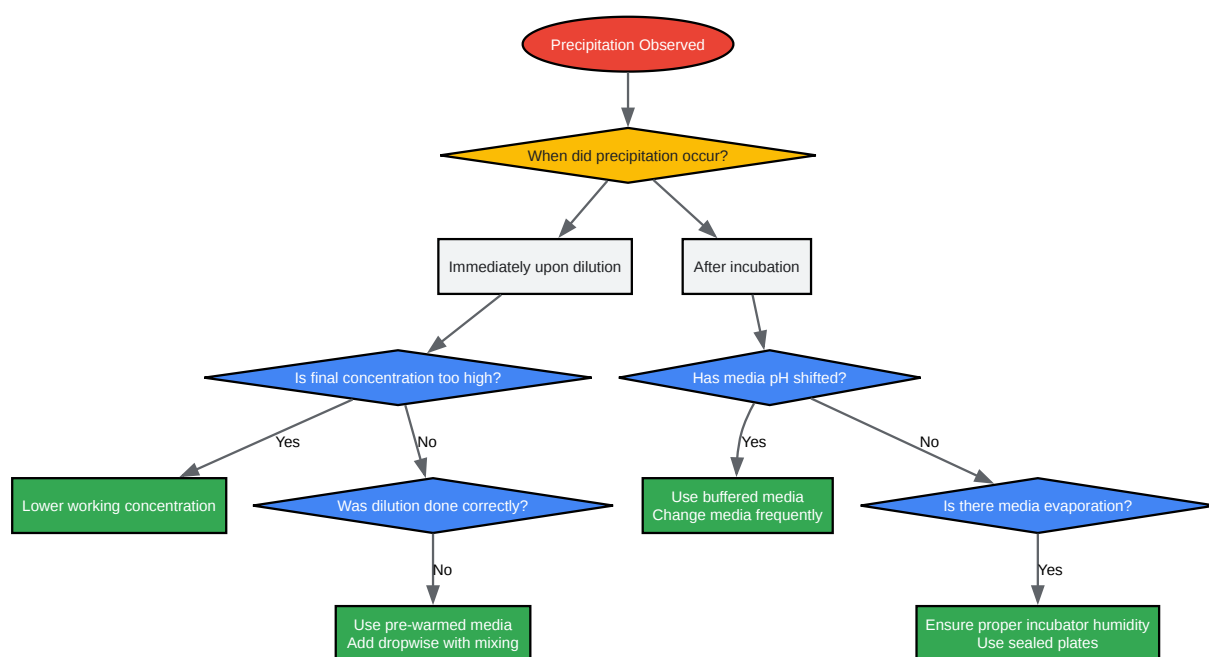 Precipitation Observed
When did precipitation occur?
Immediately upon dilution
After incubation
Is final concentration too high?
Has media pH shifted?
Yes
No
Yes
No
Lower working concentration
Was dilution done correctly?
Use buffered media
Change media frequently
Is there media evaporation?
No
Yes
Use pre-warmed media
Add dropwise with mixing
Ensure proper incubator humidity
Use sealed plates